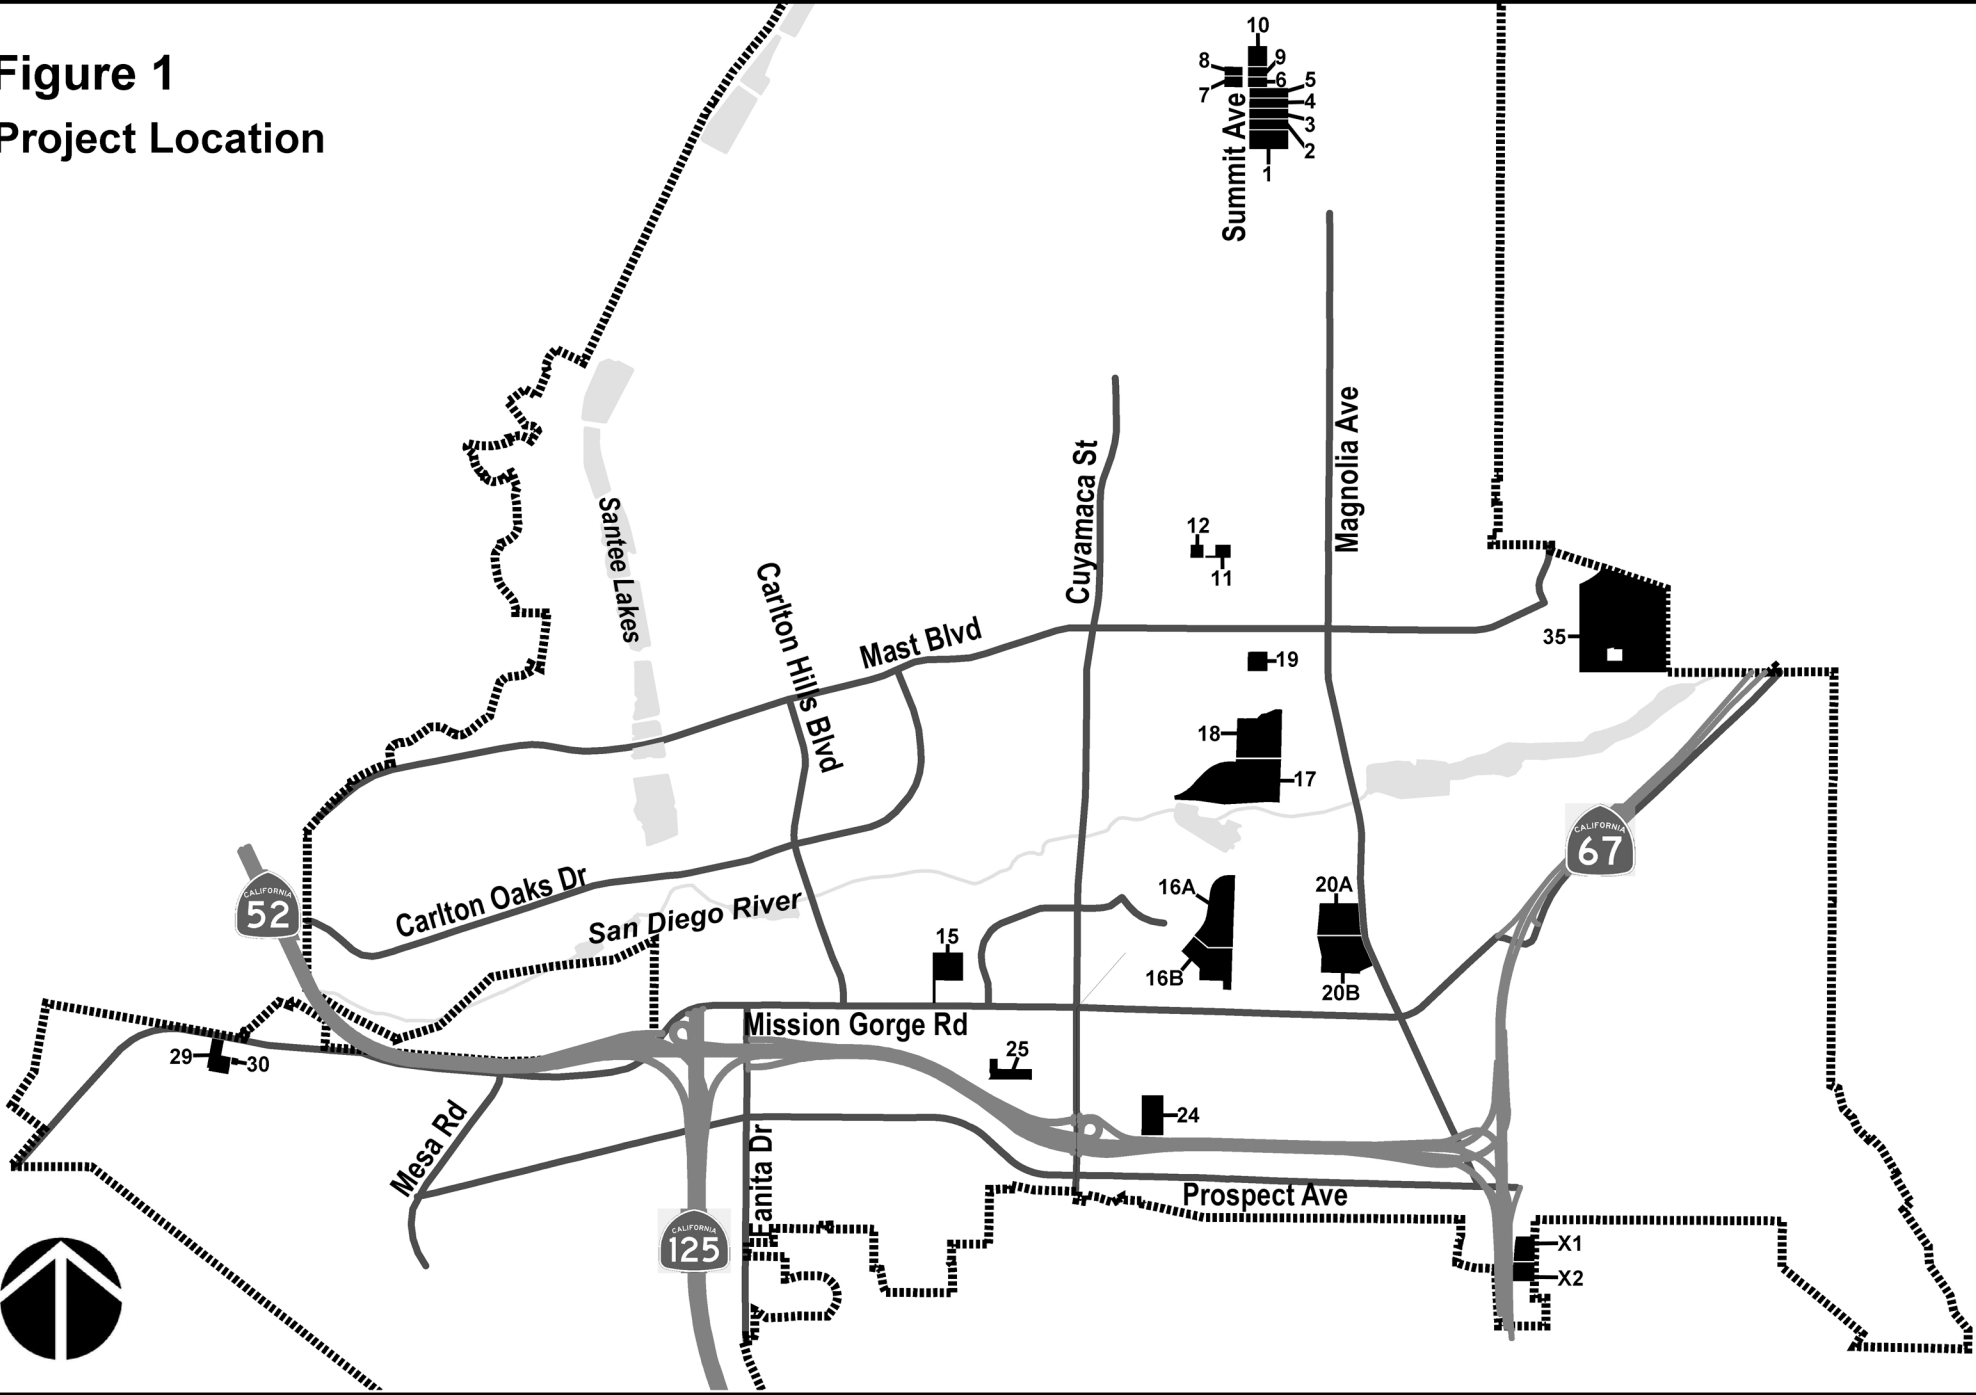 Figure 1
Project Location
10
8
9
7
6
5
4
3
2
1
Summit Ave
Magnolia Ave
Cuyamaca St
Santee Lakes
12
11
Carlton Hills Blvd
Mast Blvd
35
19
18
17
CALIFORNIA
67
CALIFORNIA
52
Carlton Oaks Dr
San Diego River
16A
20A
15
16B
20B
Mission Gorge Rd
29
30
25
24
Mesa Rd
Fanita Dr
Prospect Ave
CALIFORNIA
125
X1
X2